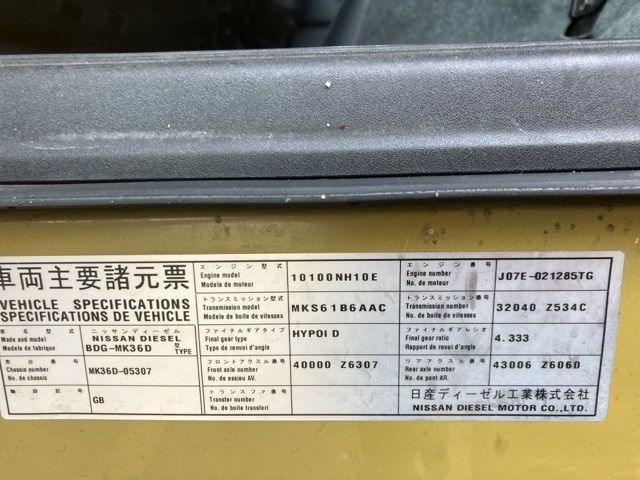 車両主要諸元票
VEHICLE SPECIFICATIONS
SPECIFICATIONS DE VEHICLE
車名型式
Made and model
Modele de fabrique
ニッサンディーゼル
NISSAN DIESEL
BDG-MK36D 型 TYPE
車台番号
Chassis number
No. de chassis
MK36D-05307
GB
エンジン型式
Engine model
Modele de moteur
10100NH10E
トランスミッション型式
Transmission model
Modele de boite de vitesses
MKS61B6AAC
ファイナルギアタイプ
Final gear type
Type de renvoi d'angle
HYPOID
フロントアクスル番号
Front axle number
No. de essieu AV.
40000 Z6307
トランスファ番号
Transfer number
No. de boite transfert
エンジン番号
Engine number
No. de moteur
J07E-021285TG
トランスミッション番号
Transmission number
No. de boite de vitesses
32040 Z534C
ファイナルギアレシオ
Final gear ratio
Rapport de renvoi d'angle
4.333
リアアクスル番号
Rear axle number
No. de pont AR.
43006 Z606D
日産ディーゼル工業株式会社
NISSAN DIESEL MOTOR CO.,LTD.